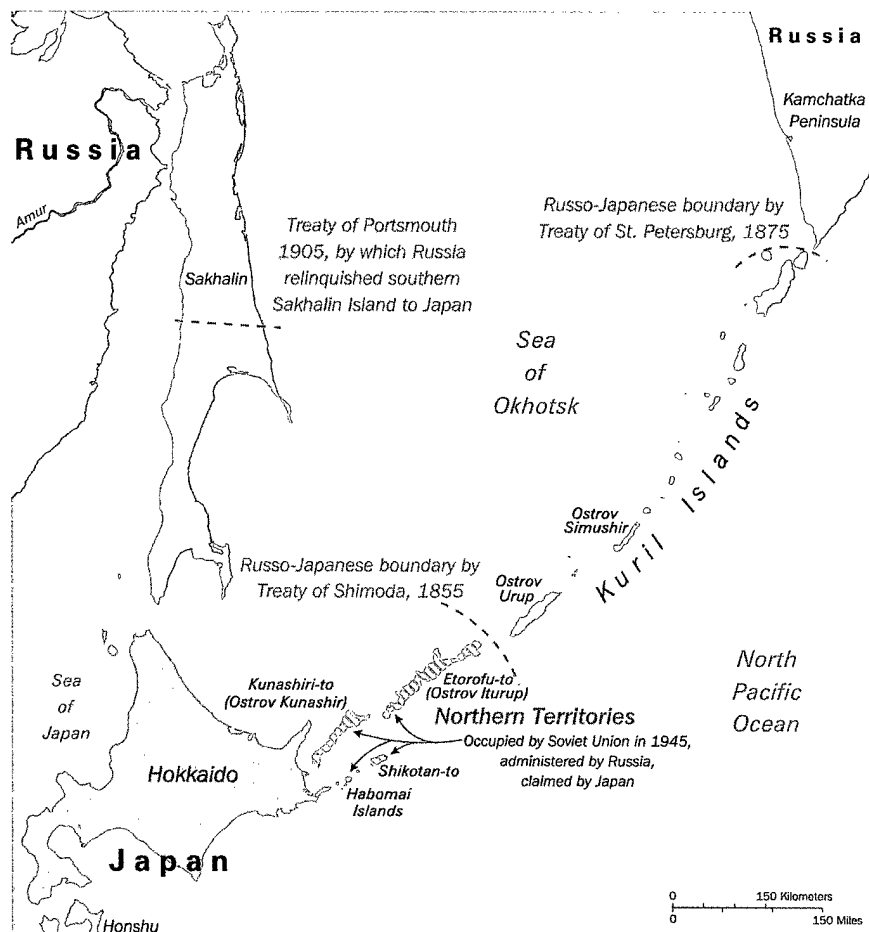 Russia
Kamchatka
Peninsula
Russia
Amur
Russo-Japanese boundary by
Treaty of St. Petersburg, 1875
Treaty of Portsmouth
1905, by which Russia
relinquished southern
Sakhalin Island to Japan
Sakhalin
Sea
of
Okhotsk
Kuril Islands
Ostrov
Simushir
Russo-Japanese boundary by
Treaty of Shimoda, 1855
Ostrov
Urup
Sea
of
Japan
Kunashiri-to
(Ostrov Kunashir)
Etorofu-to
(Ostrov Iturup)
North
Pacific
Ocean
Northern Territories
Occupied by Soviet Union in 1945,
administered by Russia,
claimed by Japan
Hokkaido
Shikotan-to
Habomai
Islands
Japan
Honshu
0 150 Kilometers
0 150 Miles